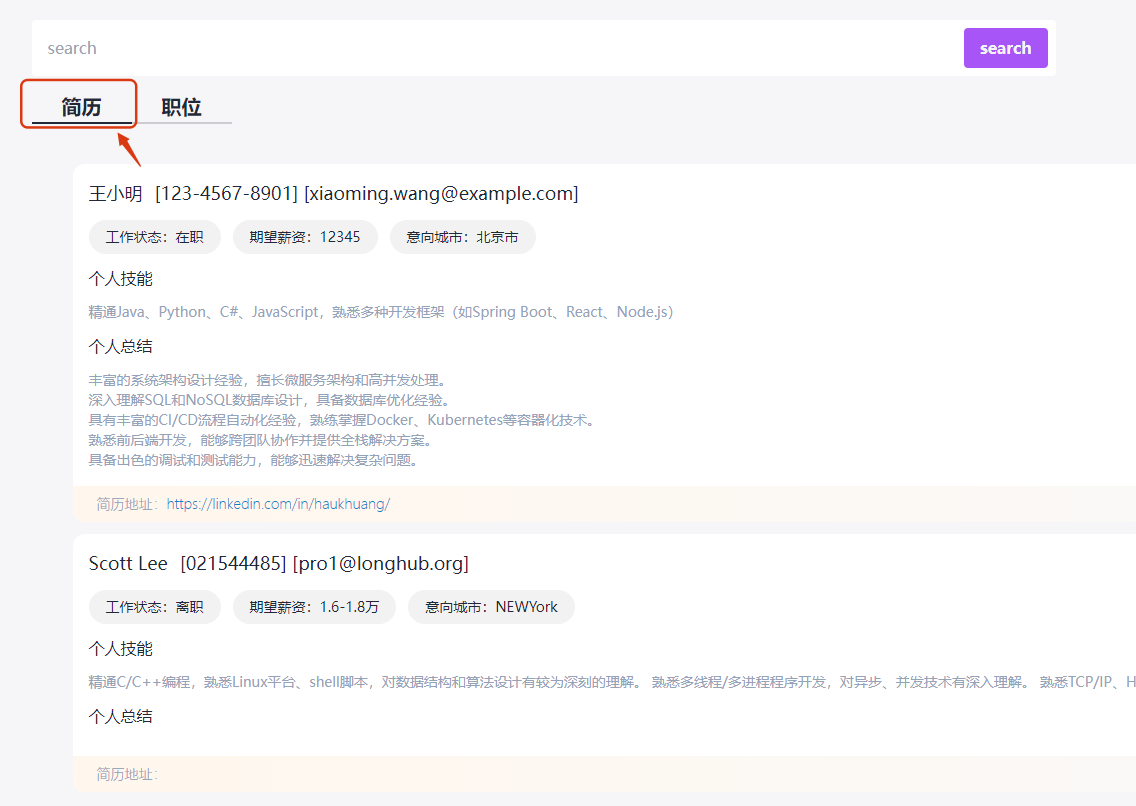 search search
简历 职位
王小明 [123-4567-8901] [xiaoming.wang@example.com]
工作状态：在职 期望薪资：12345 意向城市：北京市
个人技能
精通Java、Python、C#、JavaScript，熟悉多种开发框架（如Spring Boot、React、Node.js）
个人总结
丰富的系统架构设计经验，擅长微服务架构和高并发处理。
深入理解SQL和NoSQL数据库设计，具备数据库优化经验。
具有丰富的CI/CD流程自动化经验，熟练掌握Docker、Kubernetes等容器化技术。
熟悉前后端开发，能够跨团队协作并提供全栈解决方案。
具备出色的调试和测试能力，能够迅速解决复杂问题。
简历地址：https://linkedin.com/in/haukhuang/
Scott Lee [021544485] [pro1@longhub.org]
工作状态：离职 期望薪资：1.6-1.8万 意向城市：NEWYork
个人技能
精通C/C++编程，熟悉Linux平台、shell脚本，对数据结构和算法设计有较为深刻的理解。 熟悉多线程/多进程程序开发，对异步、并发技术有深入理解。 熟悉TCP/IP、H
个人总结
简历地址：